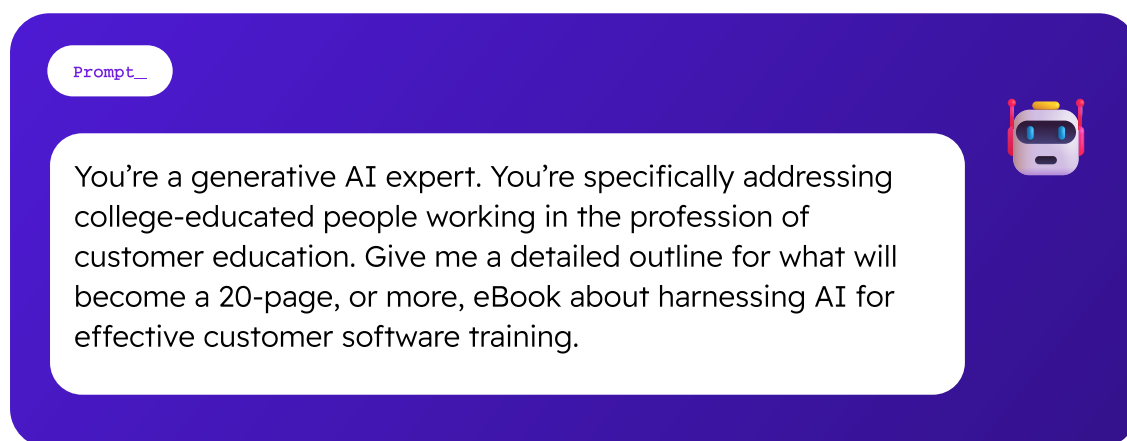 Prompt_
You’re a generative AI expert. You’re specifically addressing
college-educated people working in the profession of
customer education. Give me a detailed outline for what will
become a 20-page, or more, eBook about harnessing AI for
effective customer software training.